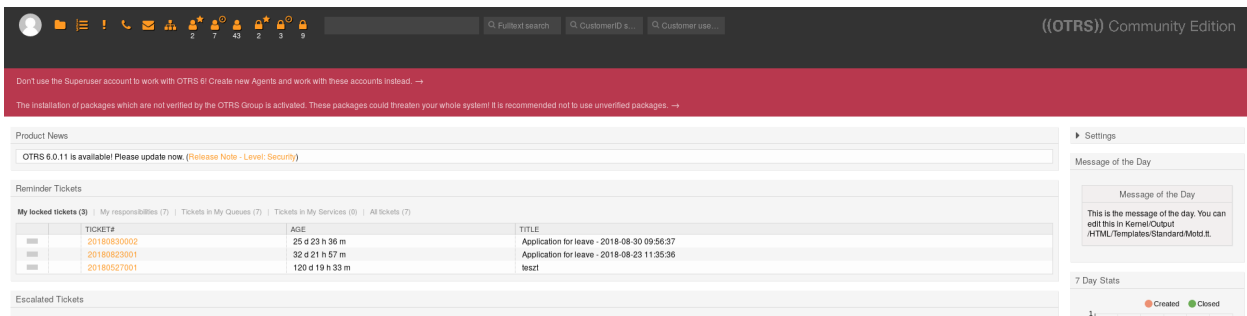 2 7 43 2 3 9
Fulltext search CustomerID s... Customer use...
((OTRS)) Community Edition
Don't use the Superuser account to work with OTRS 6! Create new Agents and work with these accounts instead. →
The installation of packages which are not verified by the OTRS Group is activated. These packages could threaten your whole system! It is recommended not to use unverified packages. →
Product News
OTRS 6.0.11 is available! Please update now. (Release Note - Level: Security)
Reminder Tickets
My locked tickets (3) | My responsibilities (7) | Tickets in My Queues (7) | Tickets in My Services (0) | All tickets (7)
TICKET# AGE TITLE
20180830002 25 d 23 h 36 m Application for leave - 2018-08-30 09:56:37
20180823001 32 d 21 h 57 m Application for leave - 2018-08-23 11:35:36
20180527001 120 d 19 h 33 m teszt
Escalated Tickets
Settings
Message of the Day
Message of the Day
This is the message of the day. You can
edit this in Kernel/Output
/HTML/Templates/Standard/Motd.tt.
7 Day Stats
Created Closed
1